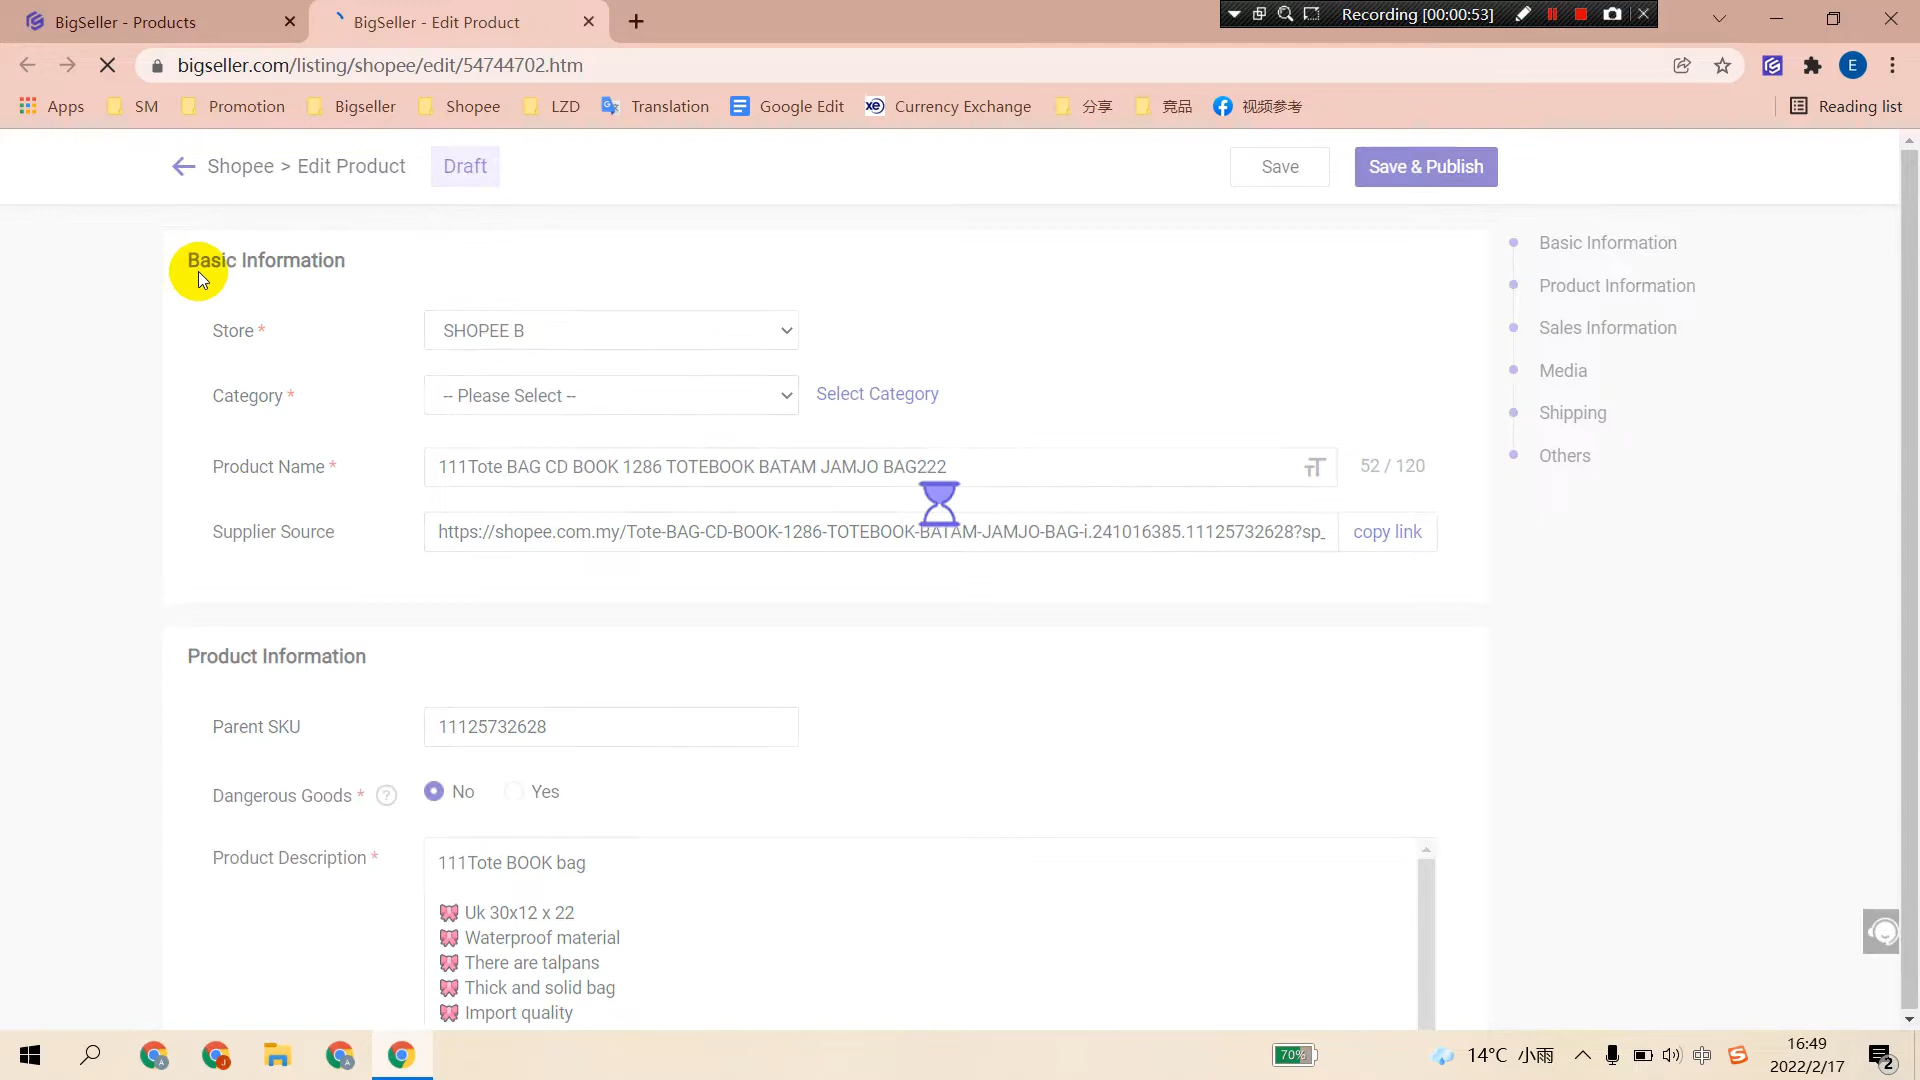 BigSeller - Products
BigSeller - Edit Product
Recording [00:00:53]
bigseller.com/listing/shopee/edit/54744702.htm
E
Apps SM Promotion Bigseller Shopee LZD Translation Google Edit xe Currency Exchange 分享 竞品 视频参考 Reading list
Shopee > Edit Product
Draft
Save
Save & Publish
Basic Information
Store *
SHOPEE B
Category *
-- Please Select --
Select Category
Product Name *
111Tote BAG CD BOOK 1286 TOTEBOOK BATAM JAMJO BAG222
52 / 120
Supplier Source
https://shopee.com.my/Tote-BAG-CD-BOOK-1286-TOTEBOOK-BATAM-JAMJO-BAG-i.241016385.11125732628?sp_
copy link
Basic Information
Product Information
Sales Information
Media
Shipping
Others
Product Information
Parent SKU
11125732628
Dangerous Goods * ?
No
Yes
Product Description *
111Tote BOOK bag
Uk 30x12 x 22
Waterproof material
There are talpans
Thick and solid bag
Import quality
A
J
A
70%
14°C 小雨
中
S
16:49
2022/2/17
2